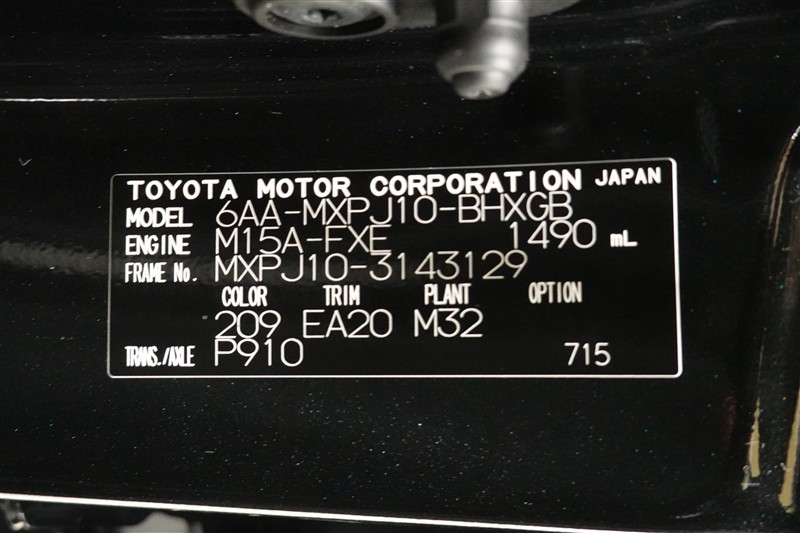 TOYOTA MOTOR CORPORATION JAPAN
MODEL 6AA-MXPJ10-BHXGB
ENGINE M15A-FXE 1490 mL
FRAME No. MXPJ10-3143129
COLOR TRIM PLANT OPTION
209 EA20 M32
TRANS./AXLE P910 715